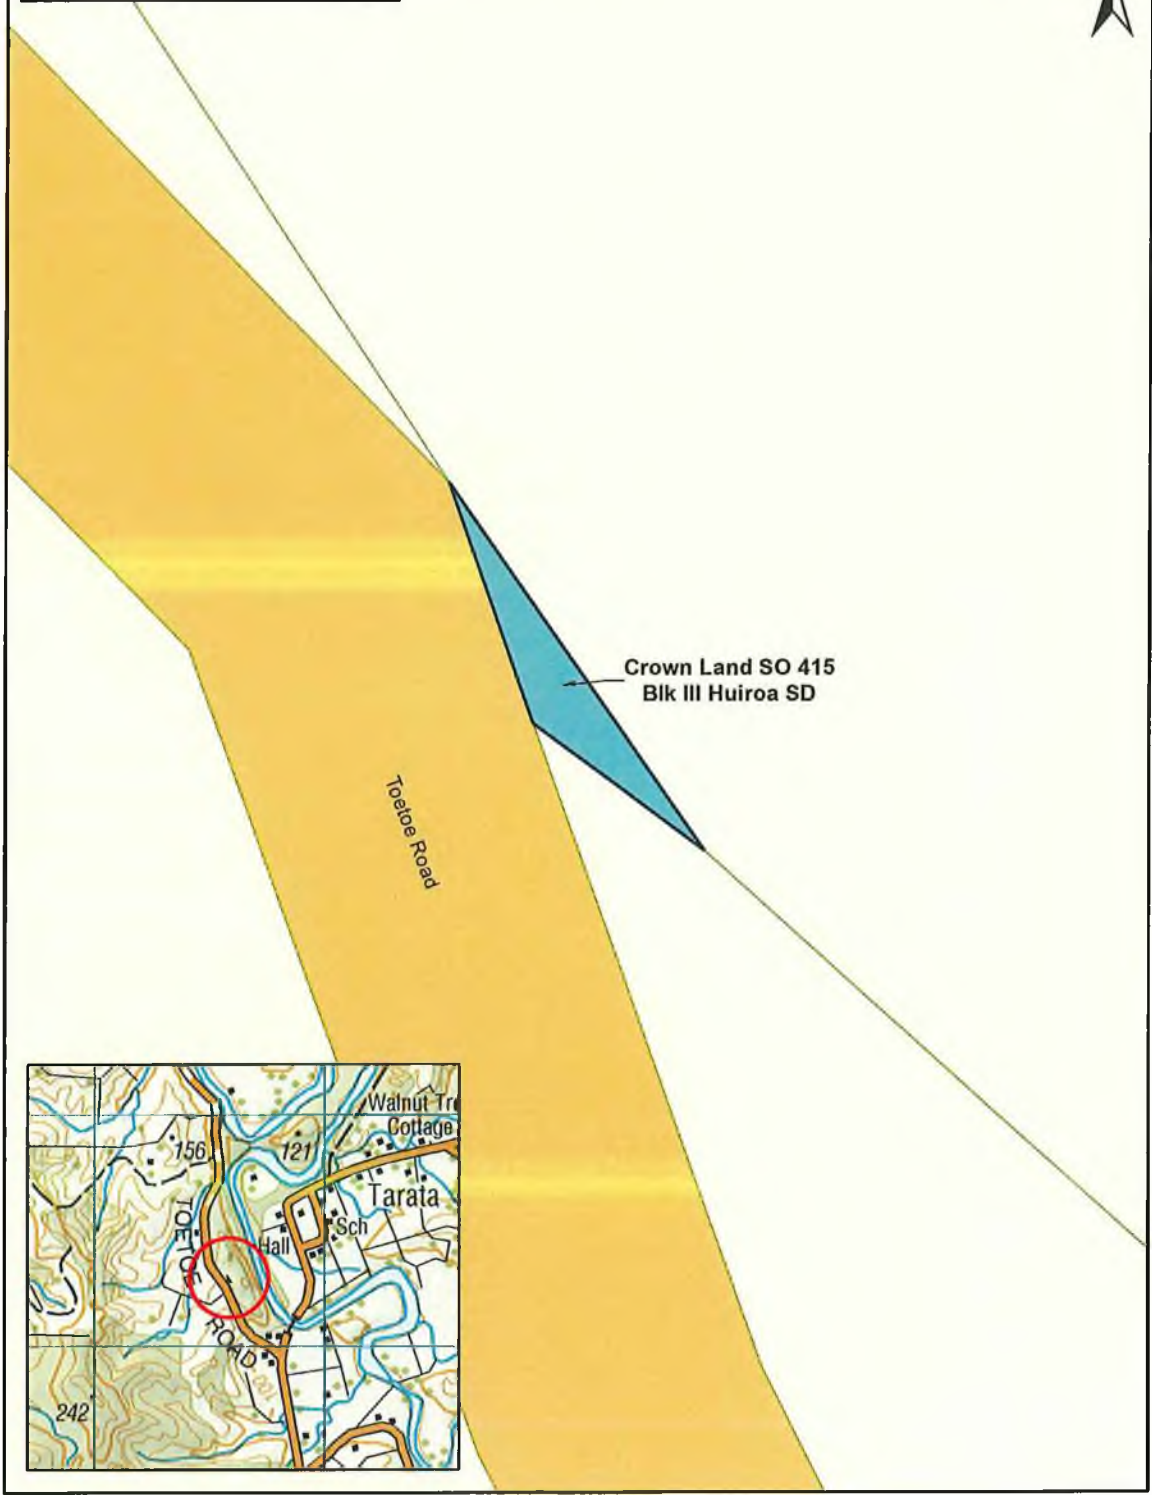 Crown Land SO 415
Blk III Huiroa SD
Toetoe Road
Walnut Tr
Cottage
156
121
Tarata
TOETOE
Sch
Hall
ROAD
242